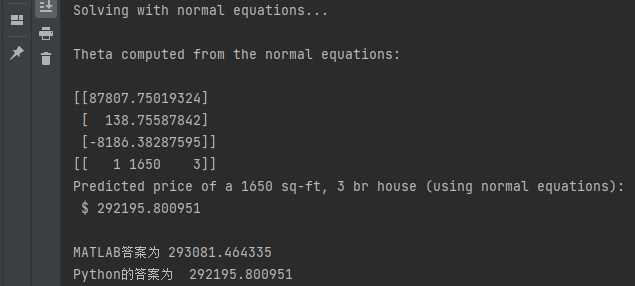 Solving with normal equations...
Theta computed from the normal equations:
[[87807.75019324]
[  138.75587842]
[-8186.38287595]]
[[   1 1650    3]]
Predicted price of a 1650 sq-ft, 3 br house (using normal equations):
$ 292195.800951
MATLAB答案为 293081.464335
Python的答案为  292195.800951